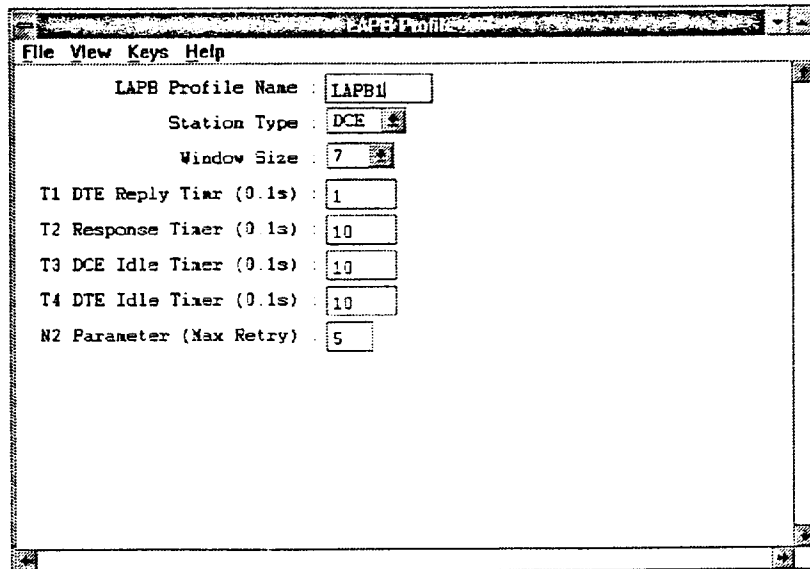 LAPB Profile
File View Keys Help
LAPB Profile Name : LAPB1
Station Type : DCE
Window Size : 7
T1 DTE Reply Timr (0.1s) : 1
T2 Response Timer (0.1s) : 10
T3 DCE Idle Timer (0.1s) : 10
T4 DTE Idle Timer (0.1s) : 10
N2 Parameter (Max Retry) : 5